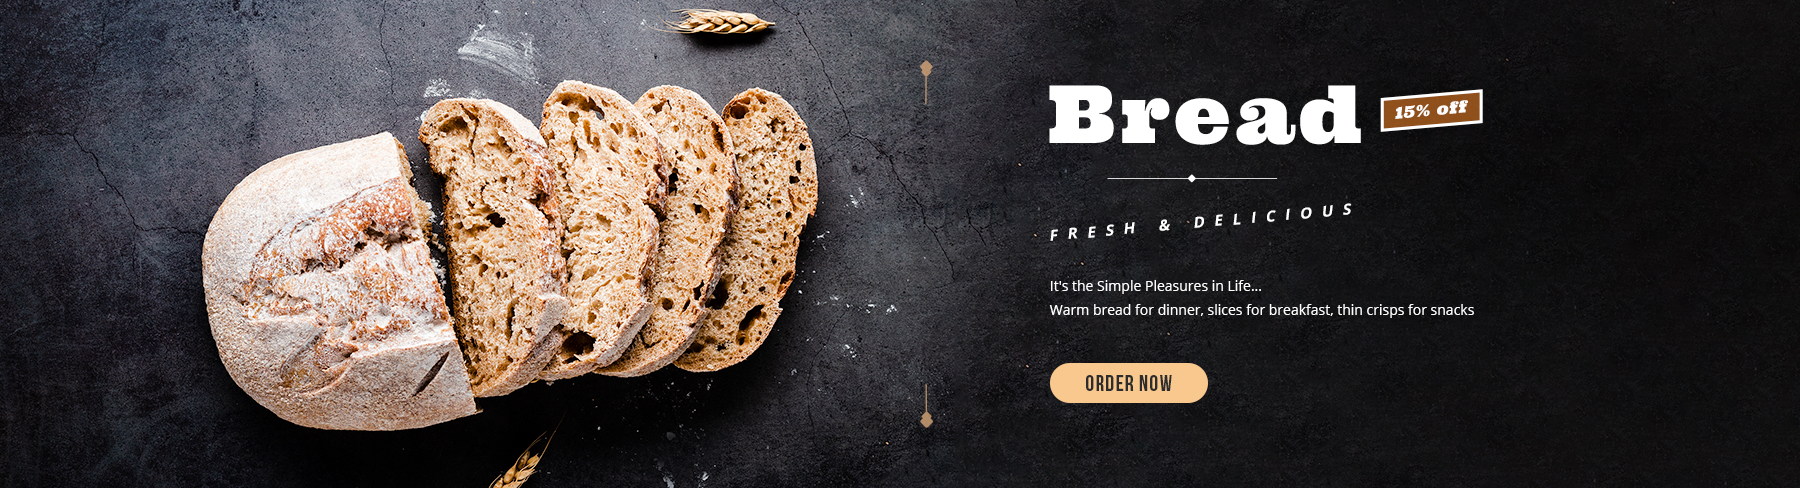 Bread
15% off
FRESH & DELICIOUS
It's the Simple Pleasures in Life...
Warm bread for dinner, slices for breakfast, thin crisps for snacks
ORDER NOW